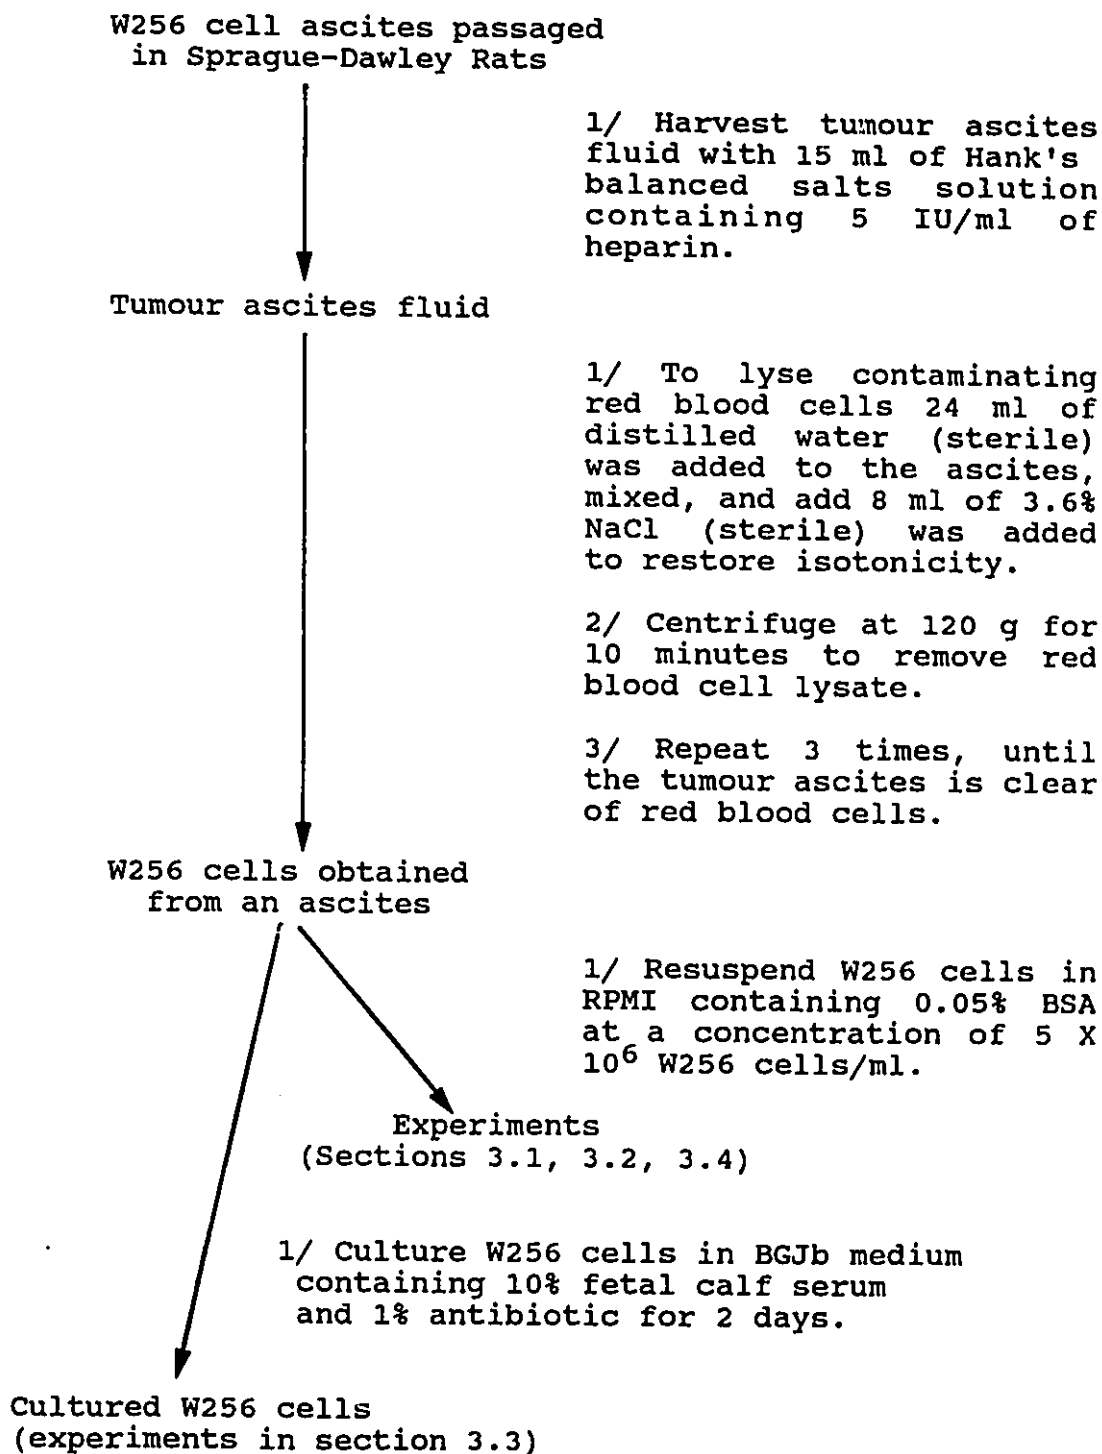 W256 cell ascites passaged
in Sprague-Dawley Rats
1/ Harvest tumour ascites
fluid with 15 ml of Hank's
balanced salts solution
containing 5 IU/ml of
heparin.
Tumour ascites fluid
1/ To lyse contaminating
red blood cells 24 ml of
distilled water (sterile)
was added to the ascites,
mixed, and add 8 ml of 3.6%
NaCl (sterile) was added
to restore isotonicity.
2/ Centrifuge at 120 g for
10 minutes to remove red
blood cell lysate.
3/ Repeat 3 times, until
the tumour ascites is clear
of red blood cells.
W256 cells obtained
from an ascites
1/ Resuspend W256 cells in
RPMI containing 0.05% BSA
at a concentration of 5 X
10⁶ W256 cells/ml.
Experiments
(Sections 3.1, 3.2, 3.4)
1/ Culture W256 cells in BGJb medium
containing 10% fetal calf serum
and 1% antibiotic for 2 days.
Cultured W256 cells
(experiments in section 3.3)